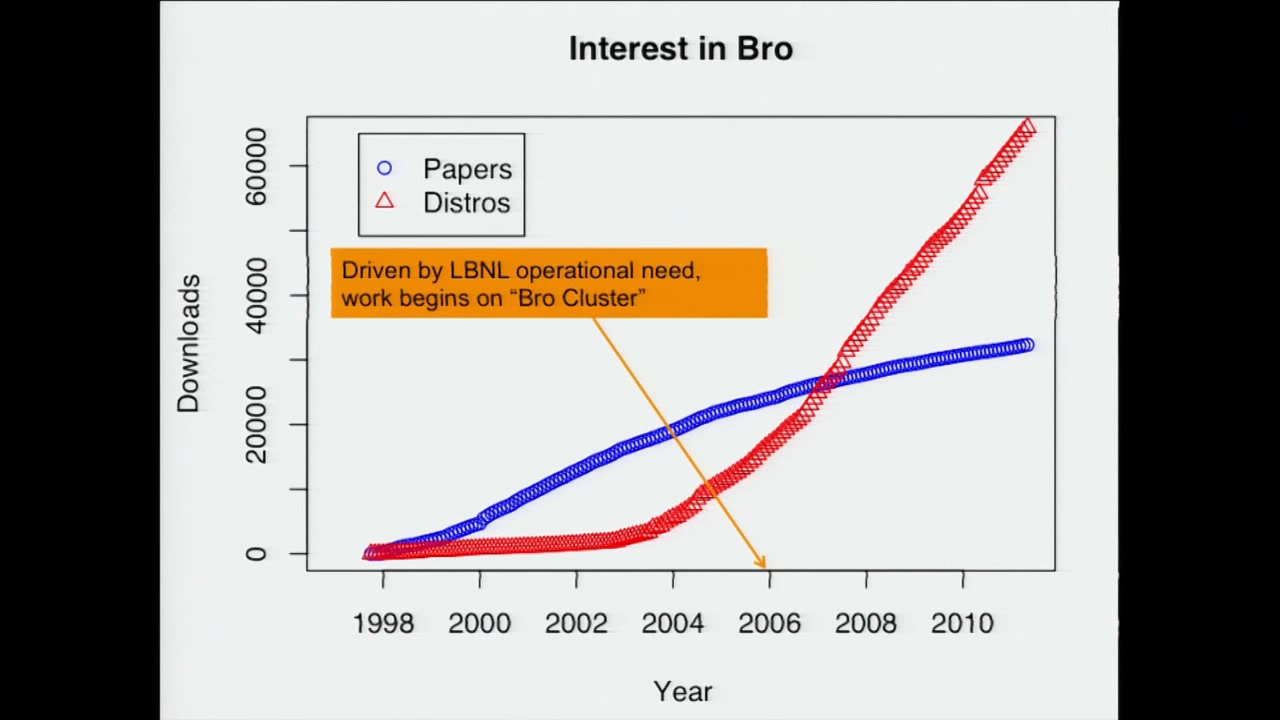 Interest in Bro
Papers
Distros
Driven by LBNL operational need,
work begins on “Bro Cluster”
Downloads
60000
40000
20000
0
1998 2000 2002 2004 2006 2008 2010
Year